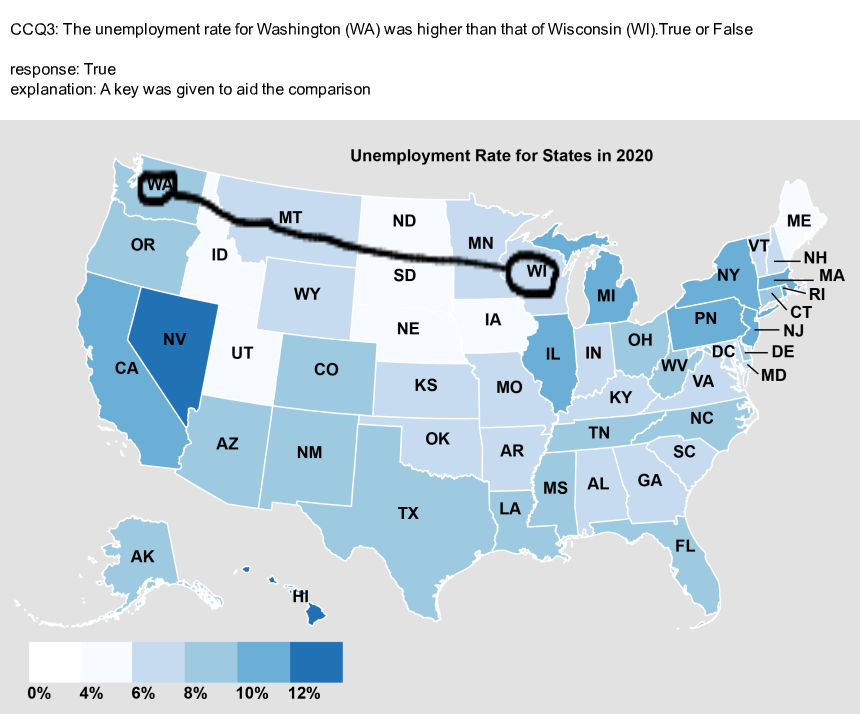 CCQ3: The unemployment rate for Washington (WA) was higher than that of Wisconsin (WI).True or False
response: True
explanation: A key was given to aid the comparison
Unemployment Rate for States in 2020
WA
MT
ND
MN
ME
OR
ID
SD
WI
VT
NH
WY
MI
NY
MA
RI
NV
NE
IA
PN
CT
NJ
UT
IL
IN
OH
DC
DE
CA
CO
KS
MO
WV
VA
MD
KY
AZ
NM
OK
AR
TN
NC
SC
TX
LA
MS
AL
GA
FL
AK
HI
0% 4% 6% 8% 10% 12%